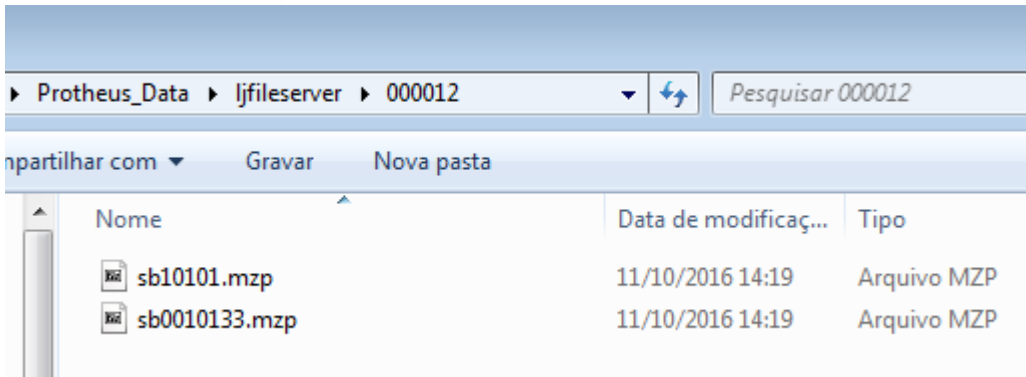 Protheus_Data ljfileserver 000012 Pesquisar 000012
npartilhar com Gravar Nova pasta
Nome Data de modificaç... Tipo
sb10101.mzp 11/10/2016 14:19 Arquivo MZP
sb0010133.mzp 11/10/2016 14:19 Arquivo MZP